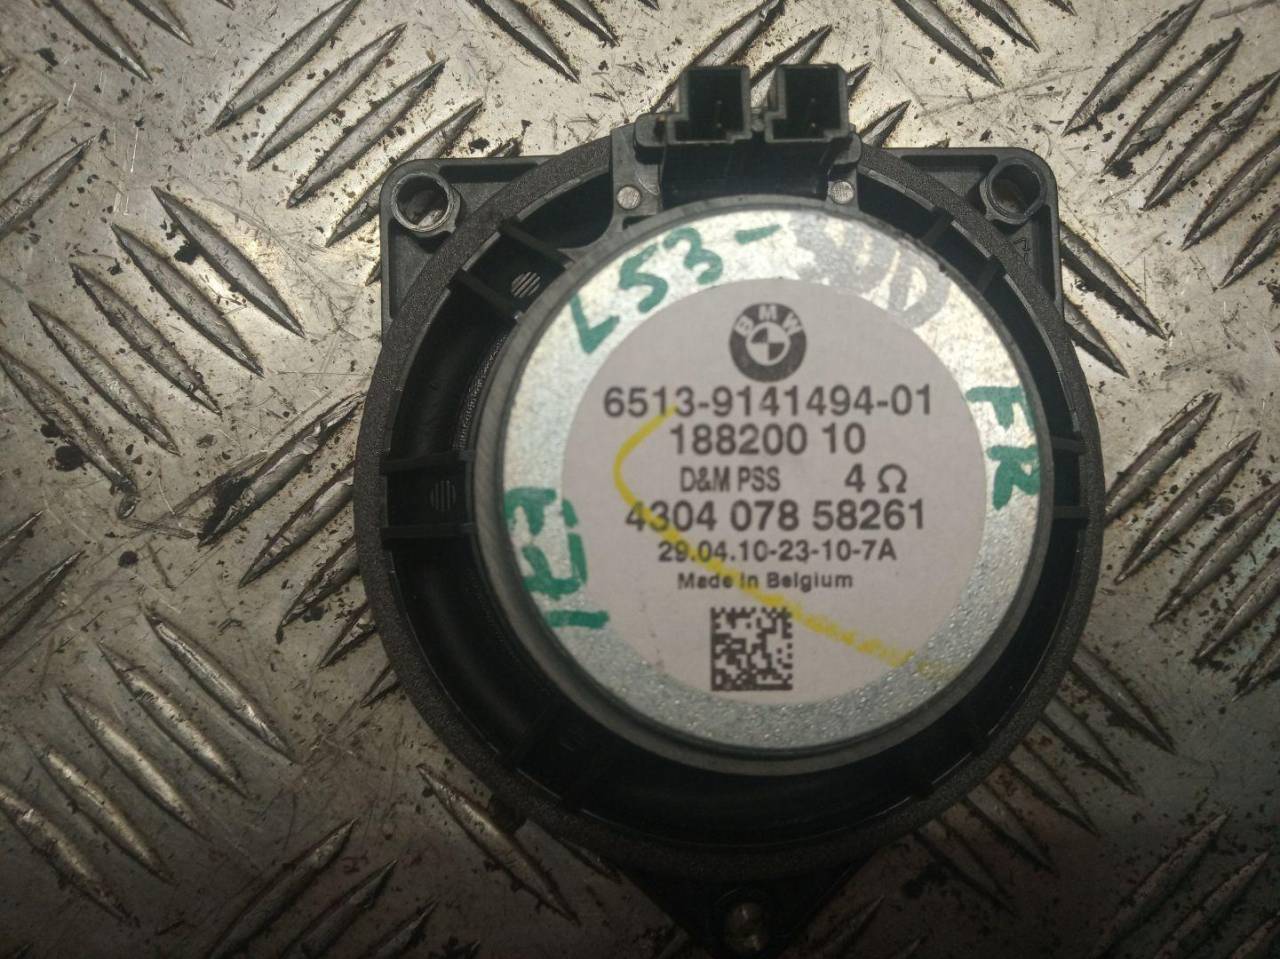 L53-
BMW
6513-9141494-01
188200 10
D&M PSS 4 Ω
4304 078 58261
29.04.10-23-10-7A
Made in Belgium
FR